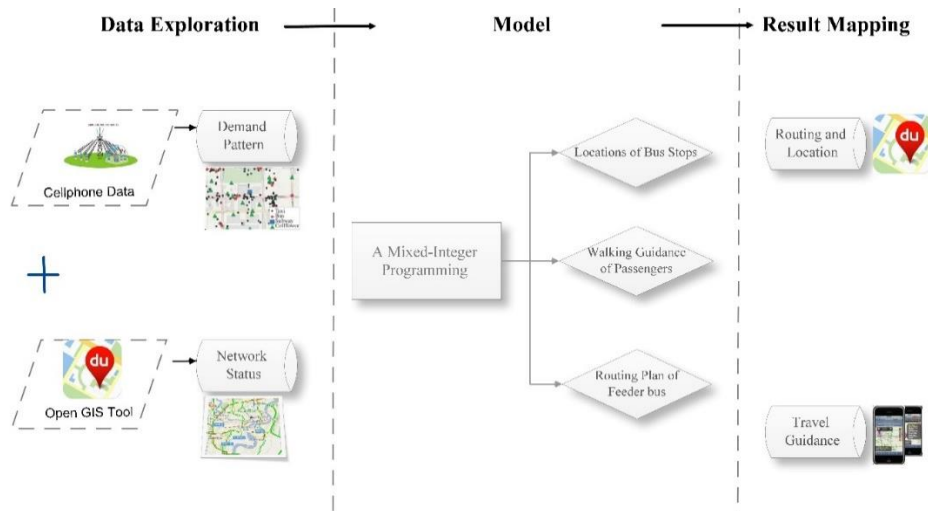 Data Exploration
Model
Result Mapping
Cellphone Data
Demand
Pattern
Locations of Bus Stops
Routing and
Location
du
A Mixed-Integer
Programming
Walking Guidance
of Passengers
+
du
Open GIS Tool
Network
Status
Routing Plan of
Feeder bus
Travel
Guidance